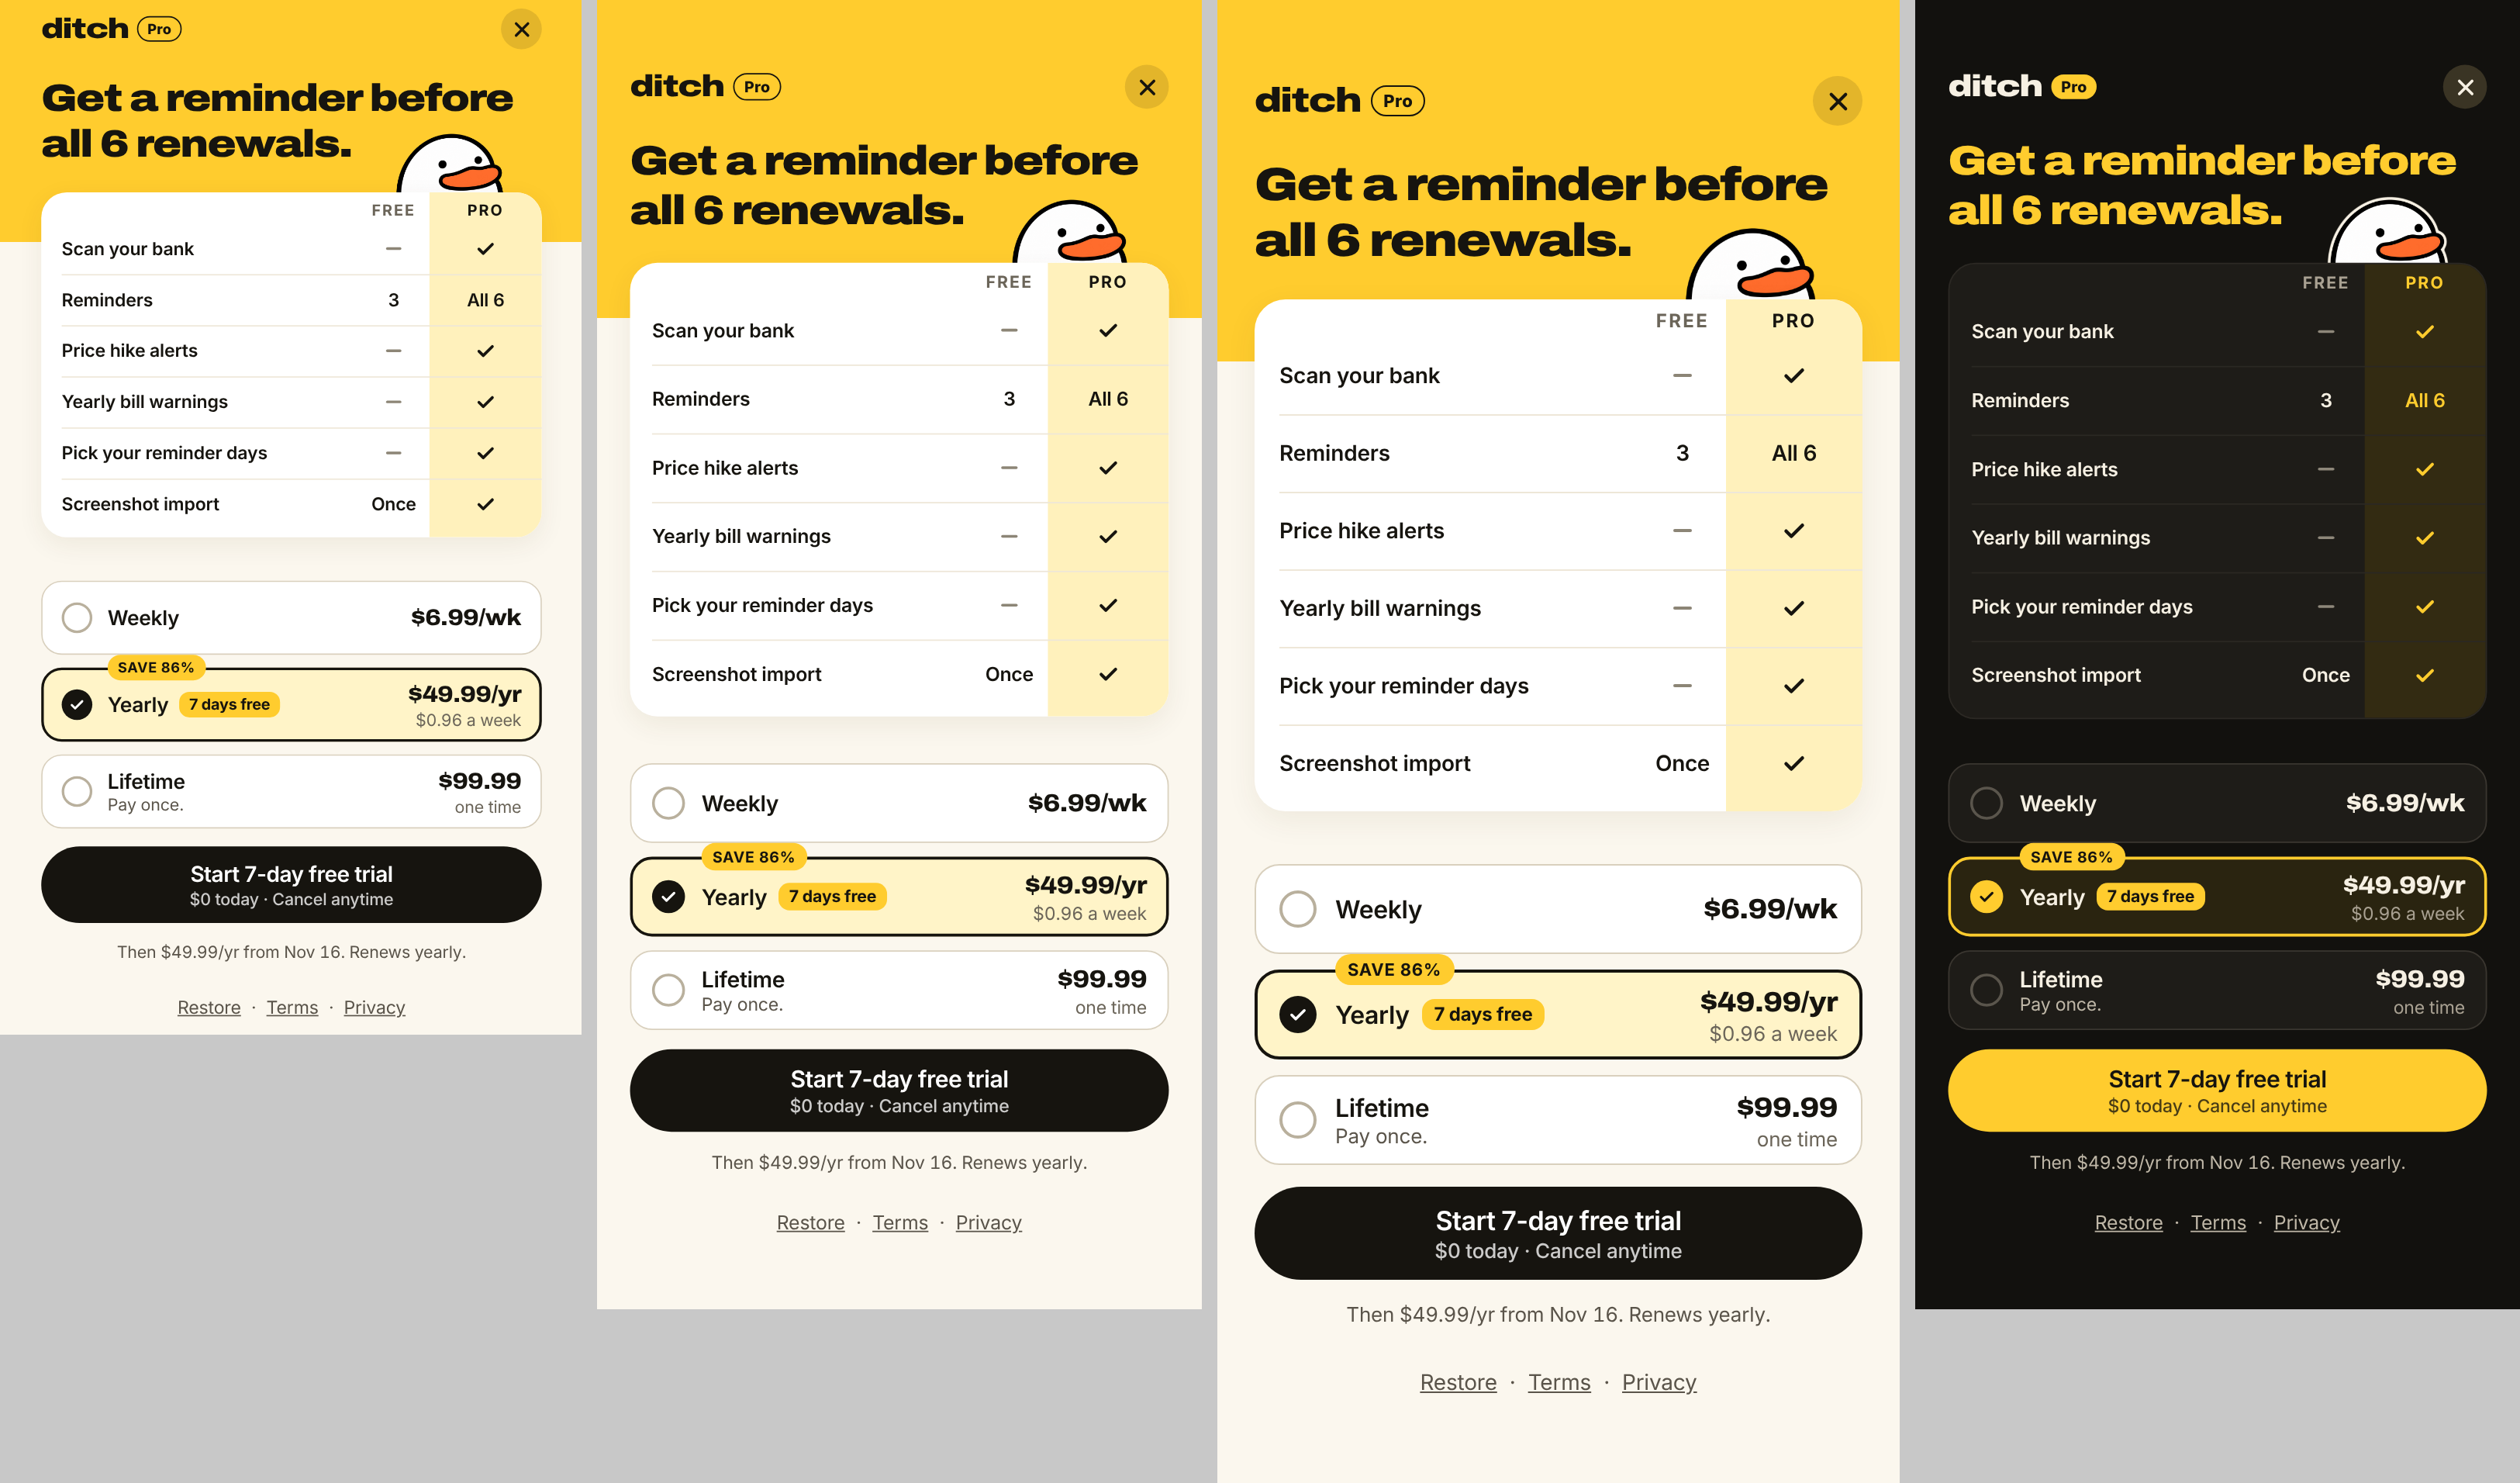 ditch Pro
Get a reminder before
all 6 renewals.
FREE PRO
Scan your bank — ✓
Reminders 3 All 6
Price hike alerts — ✓
Yearly bill warnings — ✓
Pick your reminder days — ✓
Screenshot import Once ✓
Weekly $6.99/wk
SAVE 86%
Yearly 7 days free $49.99/yr
$0.96 a week
Lifetime $99.99
Pay once. one time
Start 7-day free trial
$0 today · Cancel anytime
Then $49.99/yr from Nov 16. Renews yearly.
Restore · Terms · Privacy
ditch Pro
Get a reminder before
all 6 renewals.
FREE PRO
Scan your bank — ✓
Reminders 3 All 6
Price hike alerts — ✓
Yearly bill warnings — ✓
Pick your reminder days — ✓
Screenshot import Once ✓
Weekly $6.99/wk
SAVE 86%
Yearly 7 days free $49.99/yr
$0.96 a week
Lifetime $99.99
Pay once. one time
Start 7-day free trial
$0 today · Cancel anytime
Then $49.99/yr from Nov 16. Renews yearly.
Restore · Terms · Privacy
ditch Pro
Get a reminder before
all 6 renewals.
FREE PRO
Scan your bank — ✓
Reminders 3 All 6
Price hike alerts — ✓
Yearly bill warnings — ✓
Pick your reminder days — ✓
Screenshot import Once ✓
Weekly $6.99/wk
SAVE 86%
Yearly 7 days free $49.99/yr
$0.96 a week
Lifetime $99.99
Pay once. one time
Start 7-day free trial
$0 today · Cancel anytime
Then $49.99/yr from Nov 16. Renews yearly.
Restore · Terms · Privacy
ditch Pro
Get a reminder before
all 6 renewals.
FREE PRO
Scan your bank — ✓
Reminders 3 All 6
Price hike alerts — ✓
Yearly bill warnings — ✓
Pick your reminder days — ✓
Screenshot import Once ✓
Weekly $6.99/wk
SAVE 86%
Yearly 7 days free $49.99/yr
$0.96 a week
Lifetime $99.99
Pay once. one time
Start 7-day free trial
$0 today · Cancel anytime
Then $49.99/yr from Nov 16. Renews yearly.
Restore · Terms · Privacy